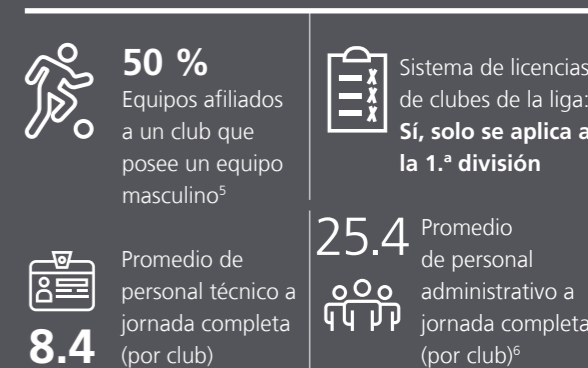 50 %
Equipos afiliados
a un club que
posee un equipo
masculino5
Sistema de licencias
de clubes de la liga:
Sí, solo se aplica a
la 1.ª división
8.4
Promedio de
personal técnico a
jornada completa
(por club)
25.4
Promedio
de personal
administrativo a
jornada completa
(por club)6